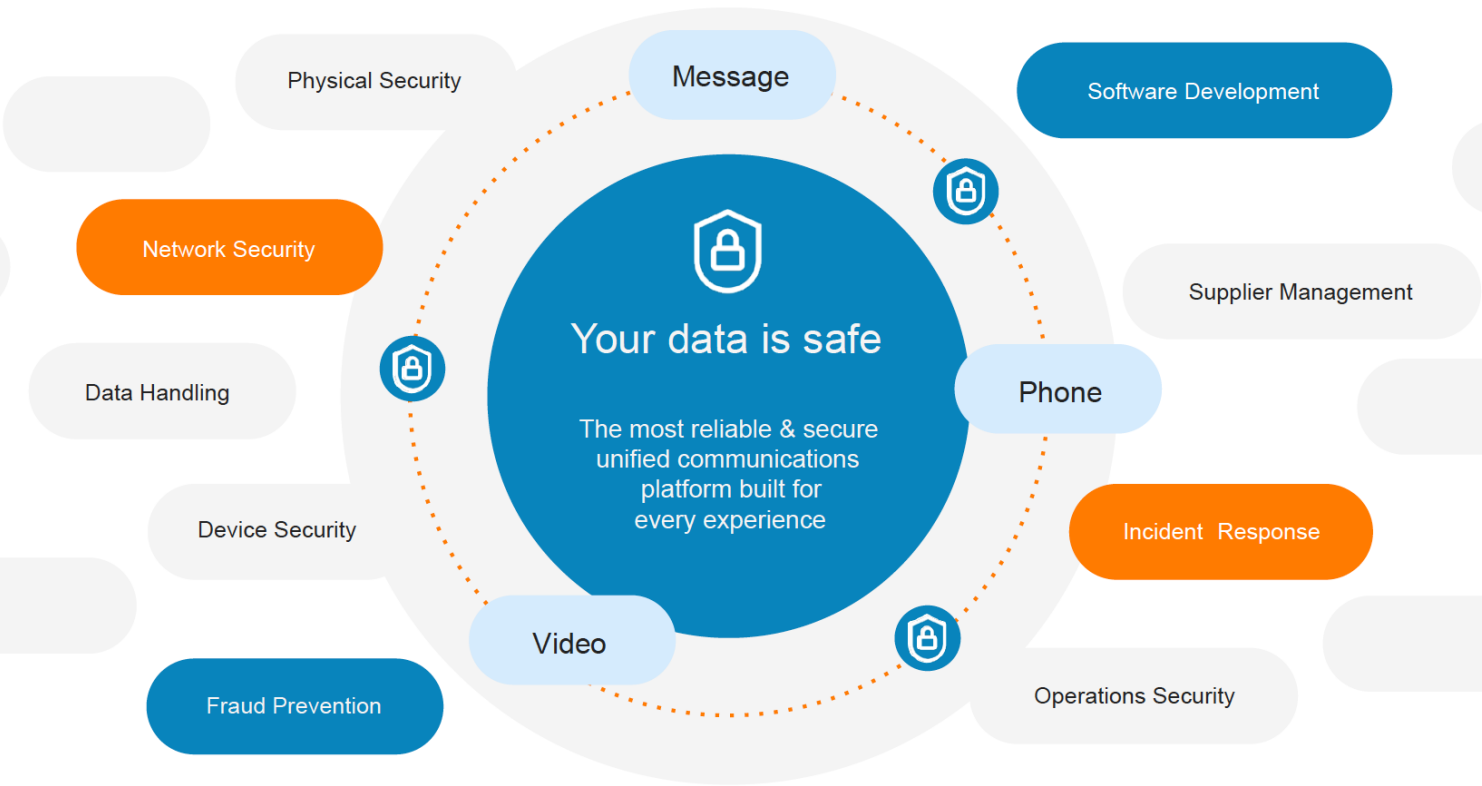 Message
Physical Security
Software Development
Network Security
Supplier Management
Your data is safe
Data Handling
Phone
The most reliable & secure
unified communications
platform built for
every experience
Device Security
Incident Response
Video
Operations Security
Fraud Prevention